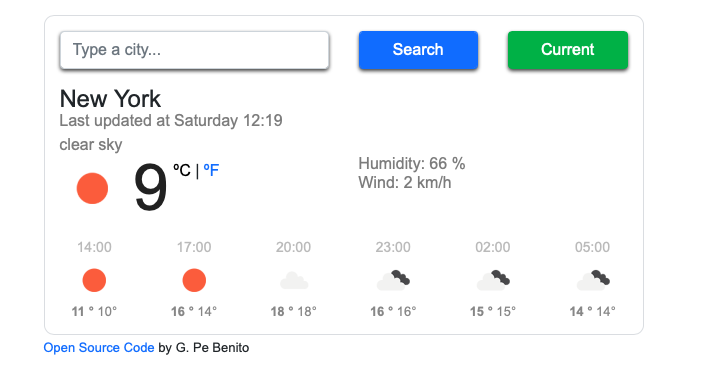 Type a city...
Search
Current
New York
Last updated at Saturday 12:19
clear sky
9 ºC | ºF
Humidity: 66 %
Wind: 2 km/h
14:00 17:00 20:00 23:00 02:00 05:00
11 ° 10° 16 ° 14° 18 ° 18° 16 ° 16° 15 ° 15° 14 ° 14°
Open Source Code by G. Pe Benito